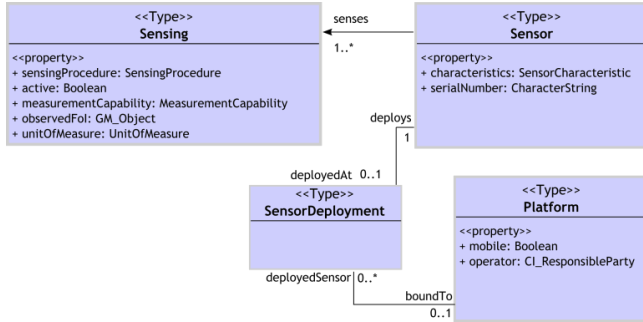 <<Type>>
Sensing
<<property>>
+ sensingProcedure: SensingProcedure
+ active: Boolean
+ measurementCapability: MeasurementCapability
+ observedFoI: GM_Object
+ unitOfMeasure: UnitOfMeasure
senses
1..*
<<Type>>
Sensor
<<property>>
+ characteristics: SensorCharacteristic
+ serialNumber: CharacterString
deploys
1
deployedAt 0..1
<<Type>>
SensorDeployment
deployedSensor 0..*
<<Type>>
Platform
<<property>>
+ mobile: Boolean
+ operator: CI_ResponsibleParty
boundTo
0..1